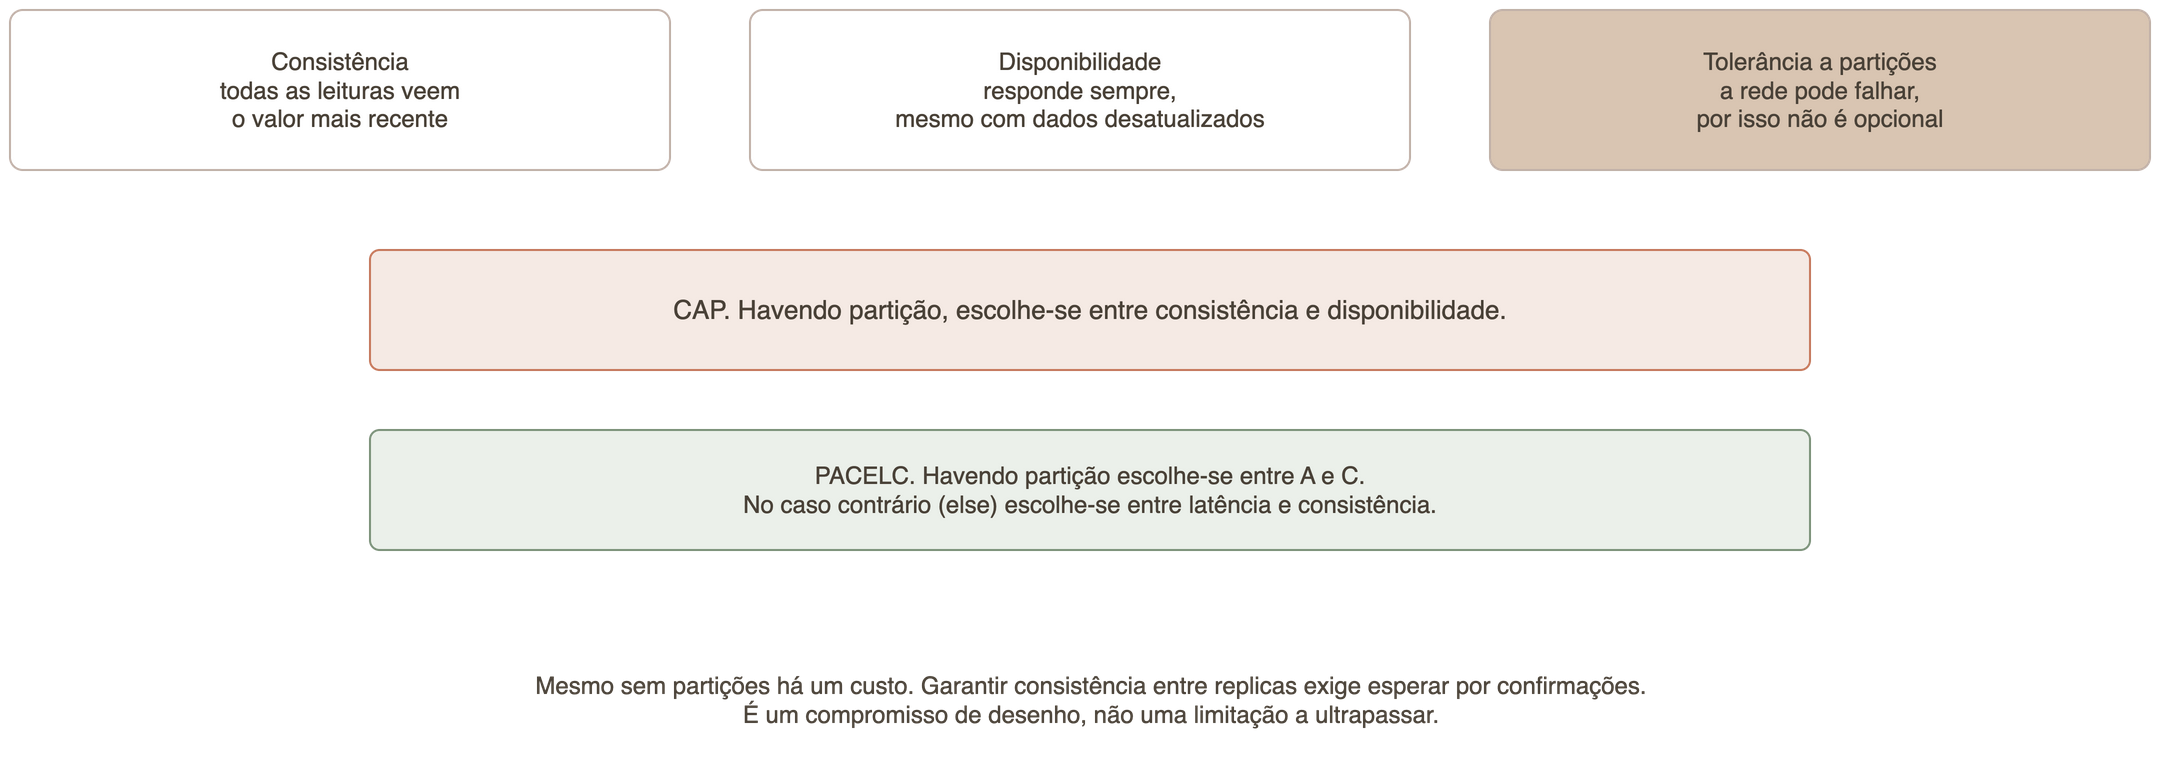 Consistência
todas as leituras veem
o valor mais recente
Disponibilidade
responde sempre,
mesmo com dados desatualizados
Tolerância a partições
a rede pode falhar,
por isso não é opcional
CAP. Havendo partição, escolhe-se entre consistência e disponibilidade.
PACELC. Havendo partição escolhe-se entre A e C.
No caso contrário (else) escolhe-se entre latência e consistência.
Mesmo sem partições há um custo. Garantir consistência entre replicas exige esperar por confirmações.
É um compromisso de desenho, não uma limitação a ultrapassar.